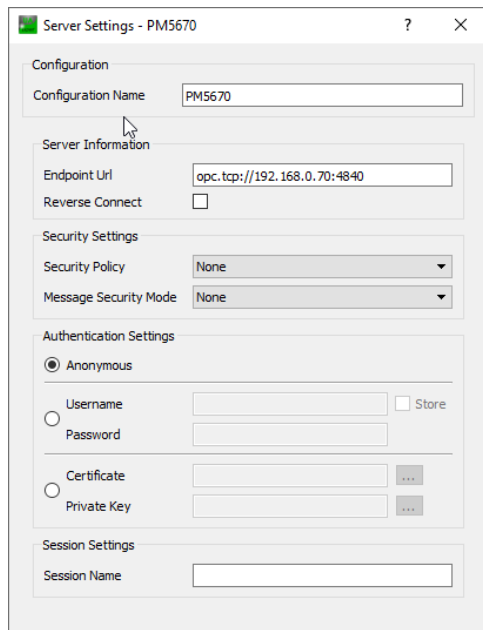 Server Settings - PM5670
?
Configuration
Configuration Name PM5670
Server Information
Endpoint Url opc.tcp://192.168.0.70:4840
Reverse Connect
Security Settings
Security Policy None
Message Security Mode None
Authentication Settings
Anonymous
Username Store
Password
Certificate ...
Private Key ...
Session Settings
Session Name